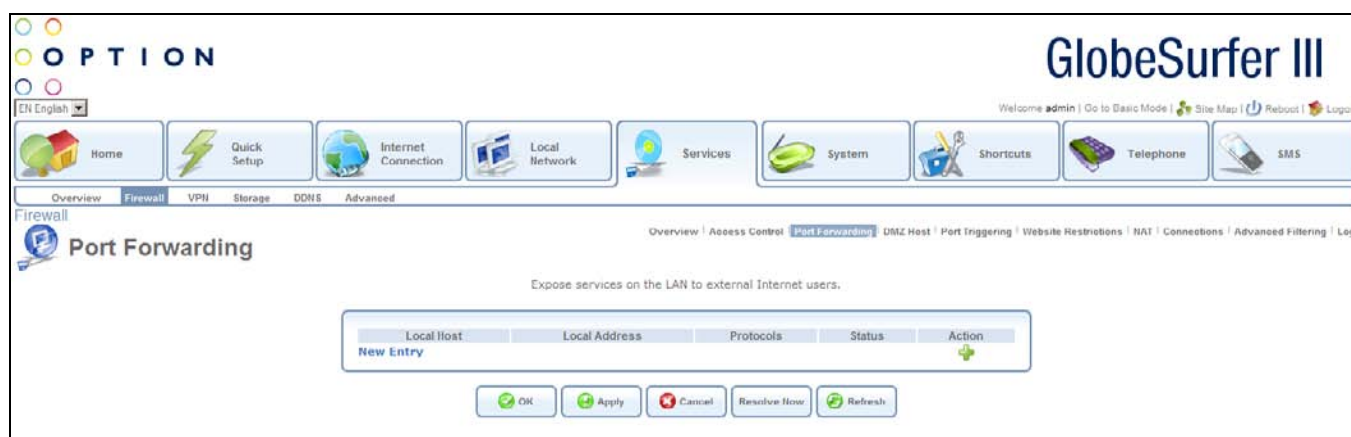 OPTION
GlobeSurfer III
EN English
Welcome admin | Go to Basic Mode | Site Map | Reboot | Logo
Home
Quick Setup
Internet Connection
Local Network
Services
System
Shortcuts
Telephone
SMS
Overview Firewall VPN Storage DDNS Advanced
Firewall
Port Forwarding
Overview | Access Control | Port Forwarding | DMZ Host | Port Triggering | Website Restrictions | NAT | Connections | Advanced Filtering | Lo
Expose services on the LAN to external Internet users.
Local Host Local Address Protocols Status Action
New Entry
OK Apply Cancel Resolve Now Refresh